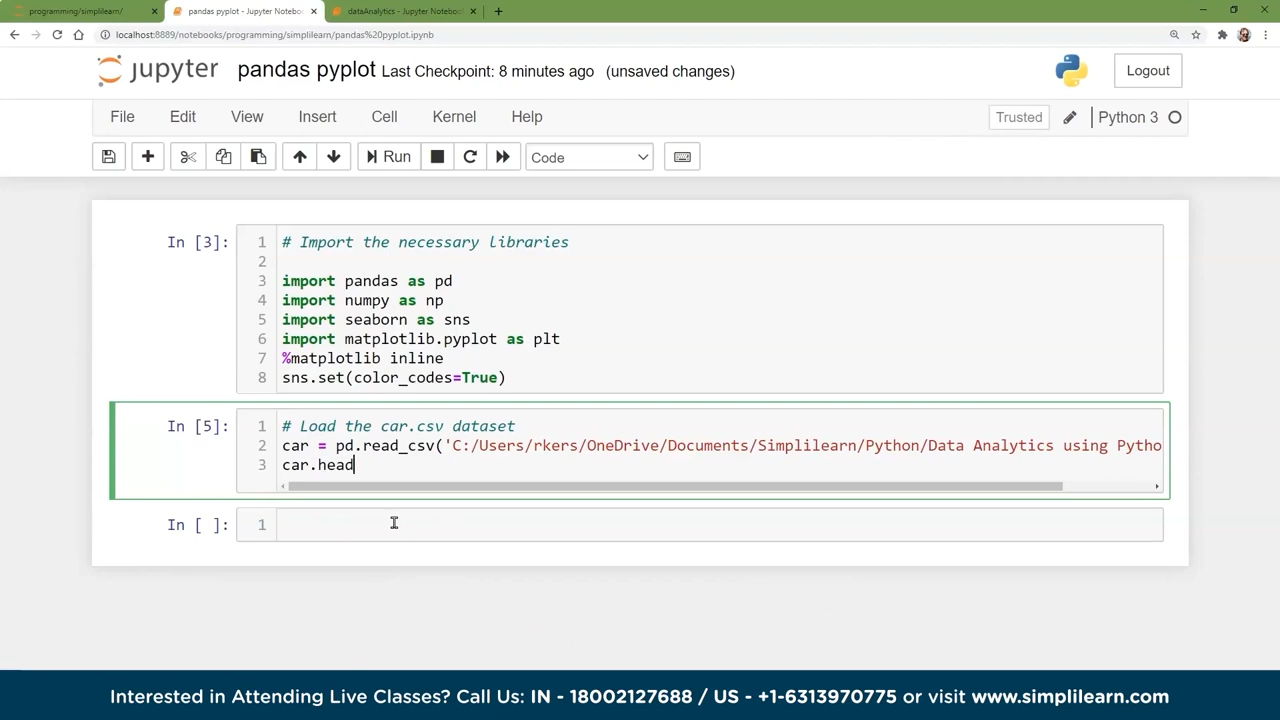 programming/simplilearn/
pandas pyplot - Jupyter Noteboo
dataAnalytics - Jupyter Noteboo
localhost:8889/notebooks/programming/simplilearn/pandas%20pyplot.ipynb
jupyter pandas pyplot Last Checkpoint: 8 minutes ago (unsaved changes)
Logout
File Edit View Insert Cell Kernel Help Trusted Python 3
Run Code
In [3]:
1 # Import the necessary libraries
2
3 import pandas as pd
4 import numpy as np
5 import seaborn as sns
6 import matplotlib.pyplot as plt
7 %matplotlib inline
8 sns.set(color_codes=True)
In [5]:
1 # Load the car.csv dataset
2 car = pd.read_csv('C:/Users/rkers/OneDrive/Documents/Simplilearn/Python/Data Analytics using Pytho
3 car.head
In [ ]:
1
Interested in Attending Live Classes? Call Us: IN - 18002127688 / US - +1-6313970775 or visit www.simplilearn.com